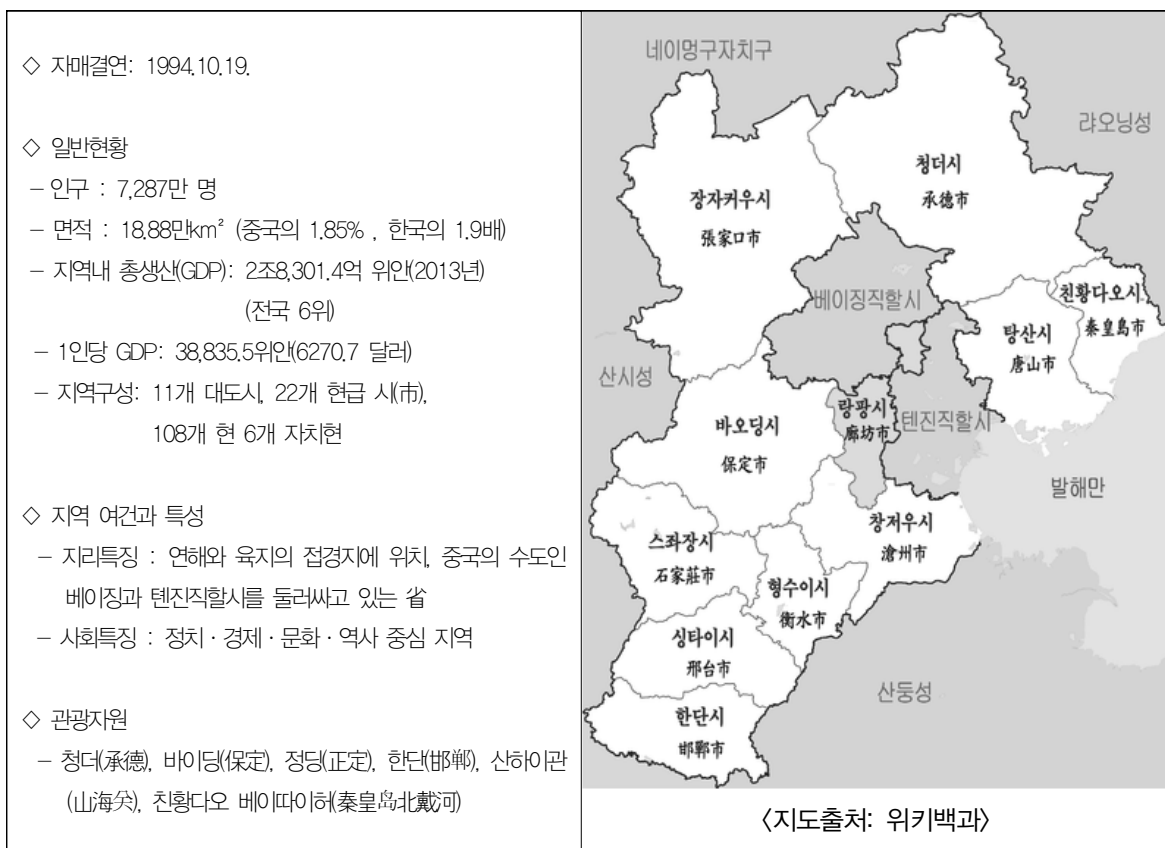 ◇ 자매결연: 1994.10.19.
◇ 일반현황
– 인구 : 7,287만 명
– 면적 : 18.88만km² (중국의 1.85% , 한국의 1.9배)
– 지역내 총생산(GDP): 2조8,301.4억 위안(2013년)
(전국 6위)
– 1인당 GDP: 38,835.5위안(6270.7 달러)
– 지역구성: 11개 대도시, 22개 현급 시(市),
108개 현 6개 자치현
◇ 지역 여건과 특성
– 지리특징 : 연해와 육지의 접경지에 위치, 중국의 수도인
베이징과 톈진직할시를 둘러싸고 있는 省
– 사회특징 : 정치 · 경제 · 문화 · 역사 중심 지역
◇ 관광자원
– 청더(承德), 바이딩(保定), 정딩(正定), 한단(邯郸), 산하이관
(山海关), 친황다오 베이따이허(秦皇岛北戴河)
네이멍구자치구
랴오닝성
청더시
承德市
장자커우시
張家口市
베이징직할시
친황다오시
秦皇島市
탕산시
唐山市
산시성
랑팡시
廊坊市
텐진직할시
바오딩시
保定市
발해만
창저우시
滄州市
스좌장시
石家莊市
형수이시
衡水市
싱타이시
邢台市
산둥성
한단시
邯鄲市
〈지도출처: 위키백과〉